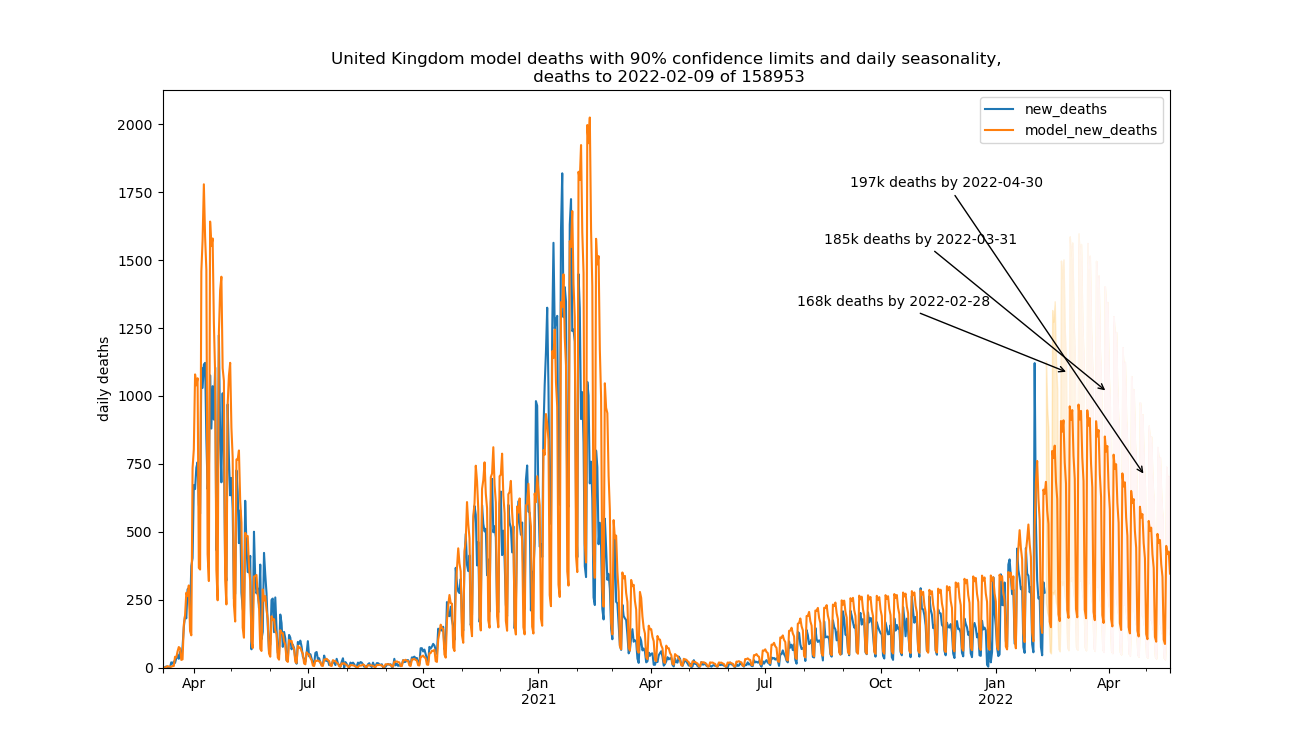 United Kingdom model deaths with 90% confidence limits and daily seasonality,
deaths to 2022-02-09 of 158953
new_deaths
model_new_deaths
197k deaths by 2022-04-30
185k deaths by 2022-03-31
168k deaths by 2022-02-28
daily deaths
2000
1750
1500
1250
1000
750
500
250
0
Apr
Jul
Oct
Jan
2021
Apr
Jul
Oct
Jan
2022
Apr